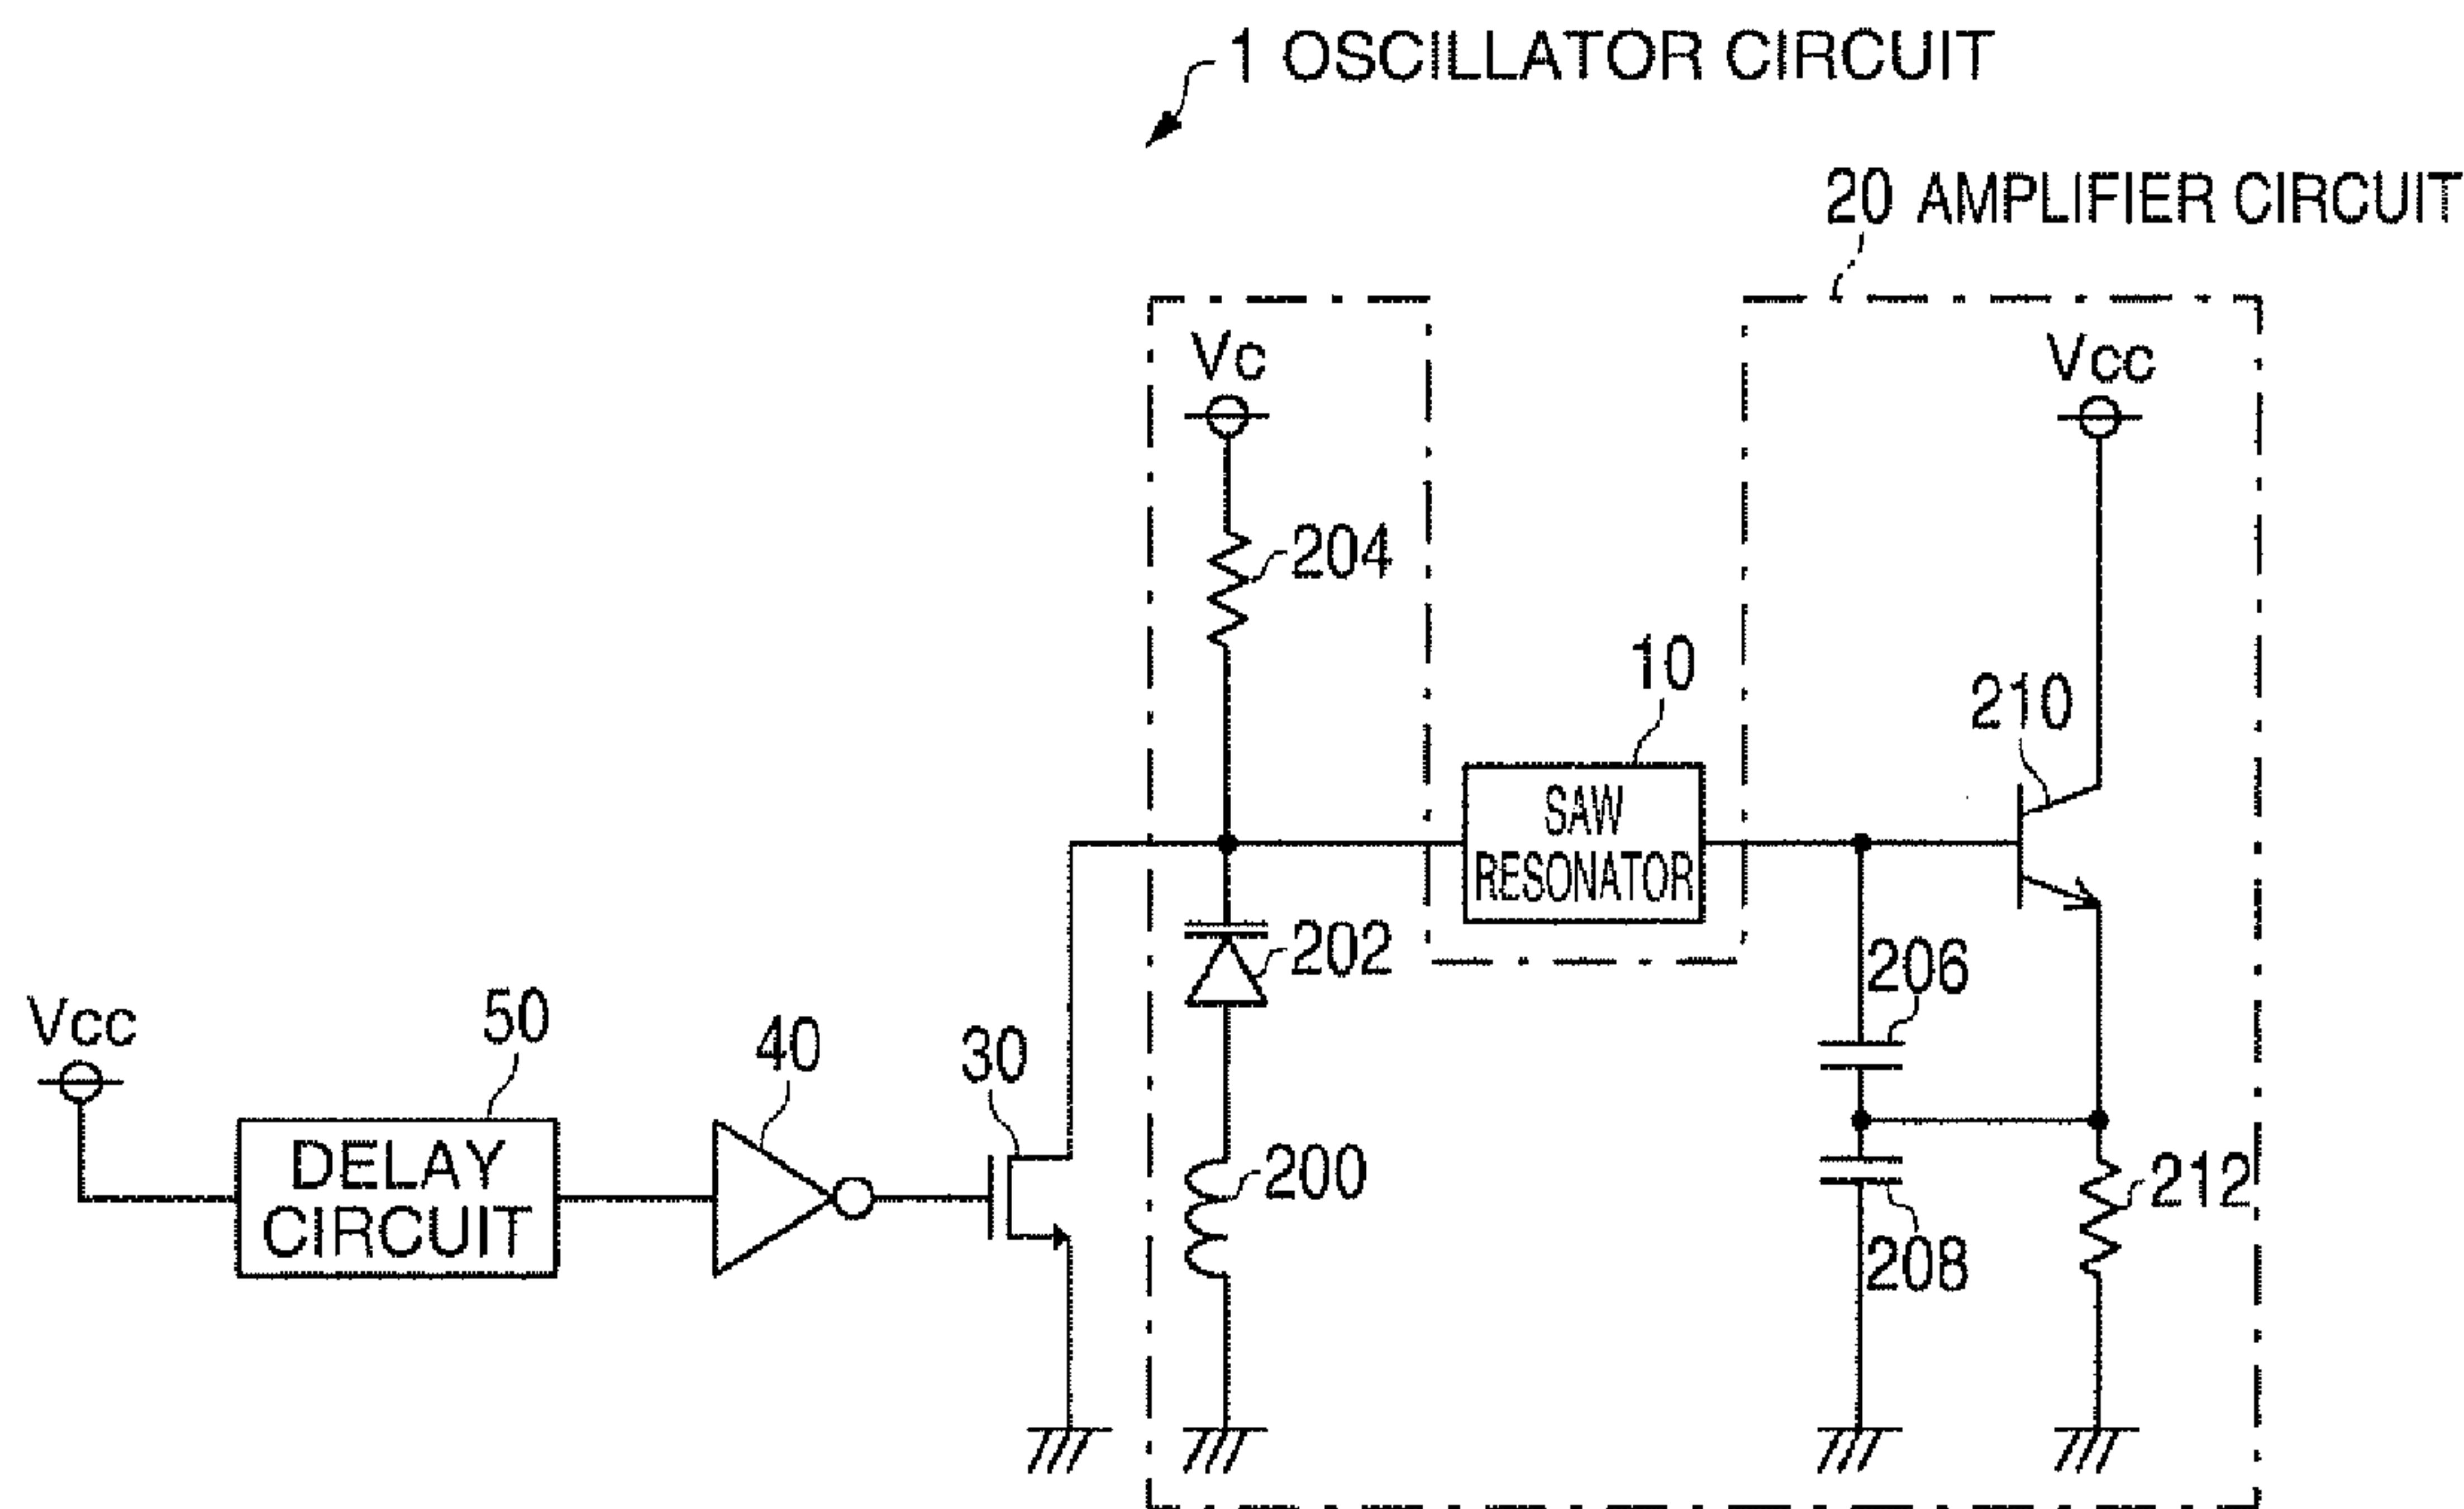 1 OSCILLATOR CIRCUIT
20 AMPLIFIER CIRCUIT
Vc
Vcc
204
10
210
SAW
RESONATOR
202
206
Vcc
50
40
30
DELAY
CIRCUIT
200
212
208